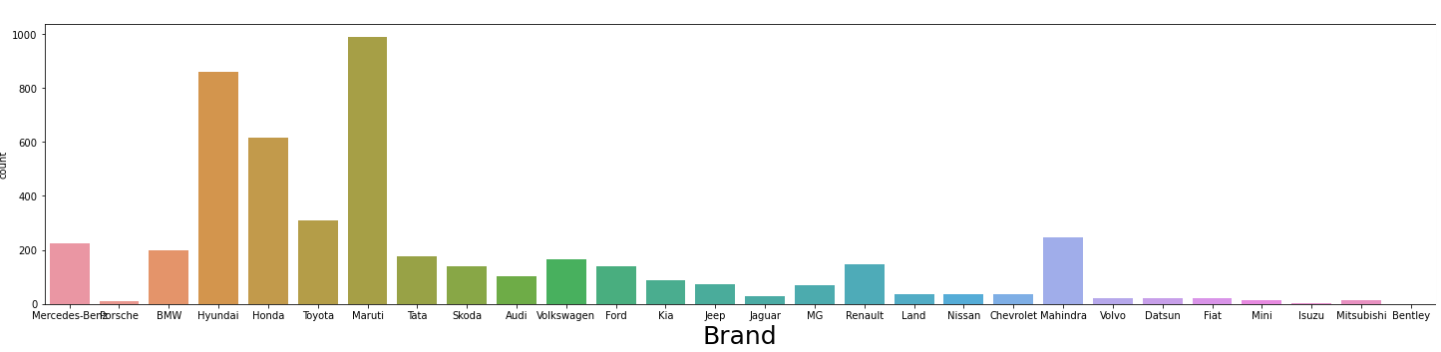 1000
800
600
400
200
0
count
Mercedes-Benz Porsche BMW Hyundai Honda Toyota Maruti Tata Skoda Audi Volkswagen Ford Kia Jeep Jaguar MG Renault Land Nissan Chevrolet Mahindra Volvo Datsun Fiat Mini Isuzu Mitsubishi Bentley
Brand